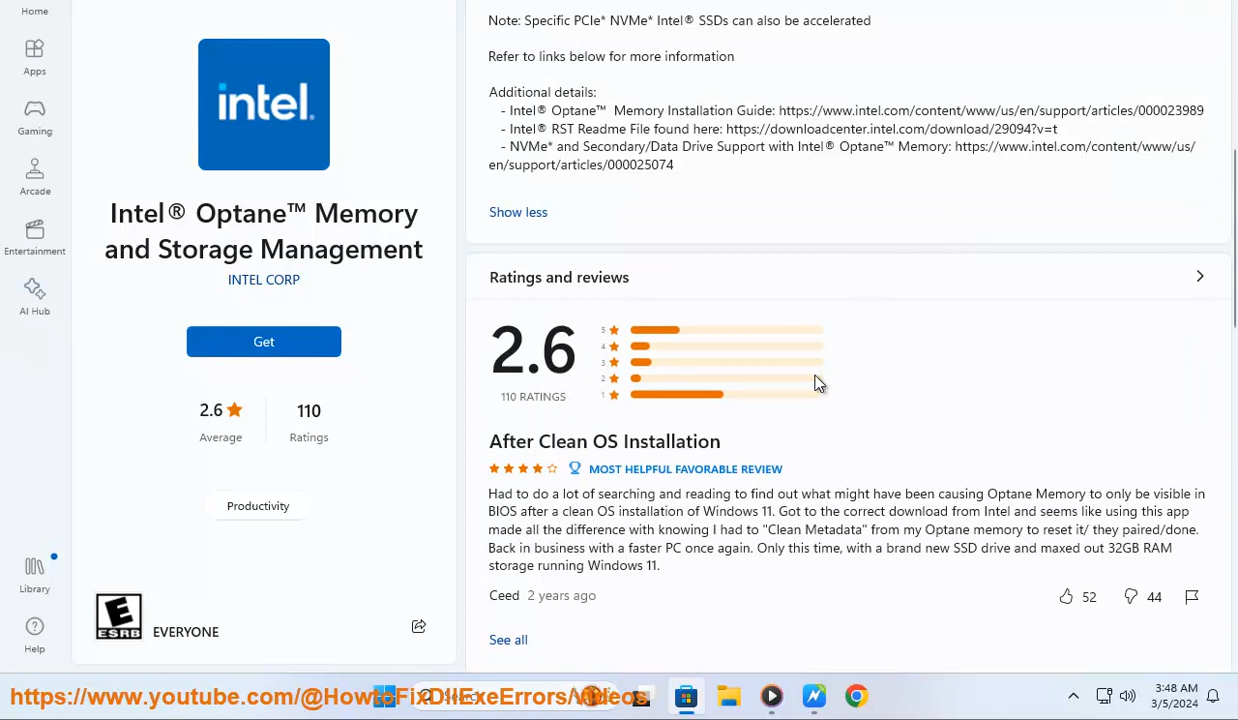 Home
Apps
Gaming
Arcade
Entertainment
AI Hub
Library
Help
intel.
Intel® Optane™ Memory
and Storage Management
INTEL CORP
Get
2.6
Average
110
Ratings
Productivity
E
ESRB
EVERYONE
Note: Specific PCIe* NVMe* Intel® SSDs can also be accelerated
Refer to links below for more information
Additional details:
- Intel® Optane™ Memory Installation Guide: https://www.intel.com/content/www/us/en/support/articles/000023989
- Intel® RST Readme File found here: https://downloadcenter.intel.com/download/29094?v=t
- NVMe* and Secondary/Data Drive Support with Intel® Optane™ Memory: https://www.intel.com/content/www/us/
en/support/articles/000025074
Show less
Ratings and reviews
2.6
110 RATINGS
5
4
3
2
1
After Clean OS Installation
MOST HELPFUL FAVORABLE REVIEW
Had to do a lot of searching and reading to find out what might have been causing Optane Memory to only be visible in
BIOS after a clean OS installation of Windows 11. Got to the correct download from Intel and seems like using this app
made all the difference with knowing I had to "Clean Metadata" from my Optane memory to reset it/ they paired/done.
Back in business with a faster PC once again. Only this time, with a brand new SSD drive and maxed out 32GB RAM
storage running Windows 11.
Ceed 2 years ago
52
44
See all
https://www.youtube.com/@HowtoFixDllExeErrors/videos
3:48 AM
3/5/2024